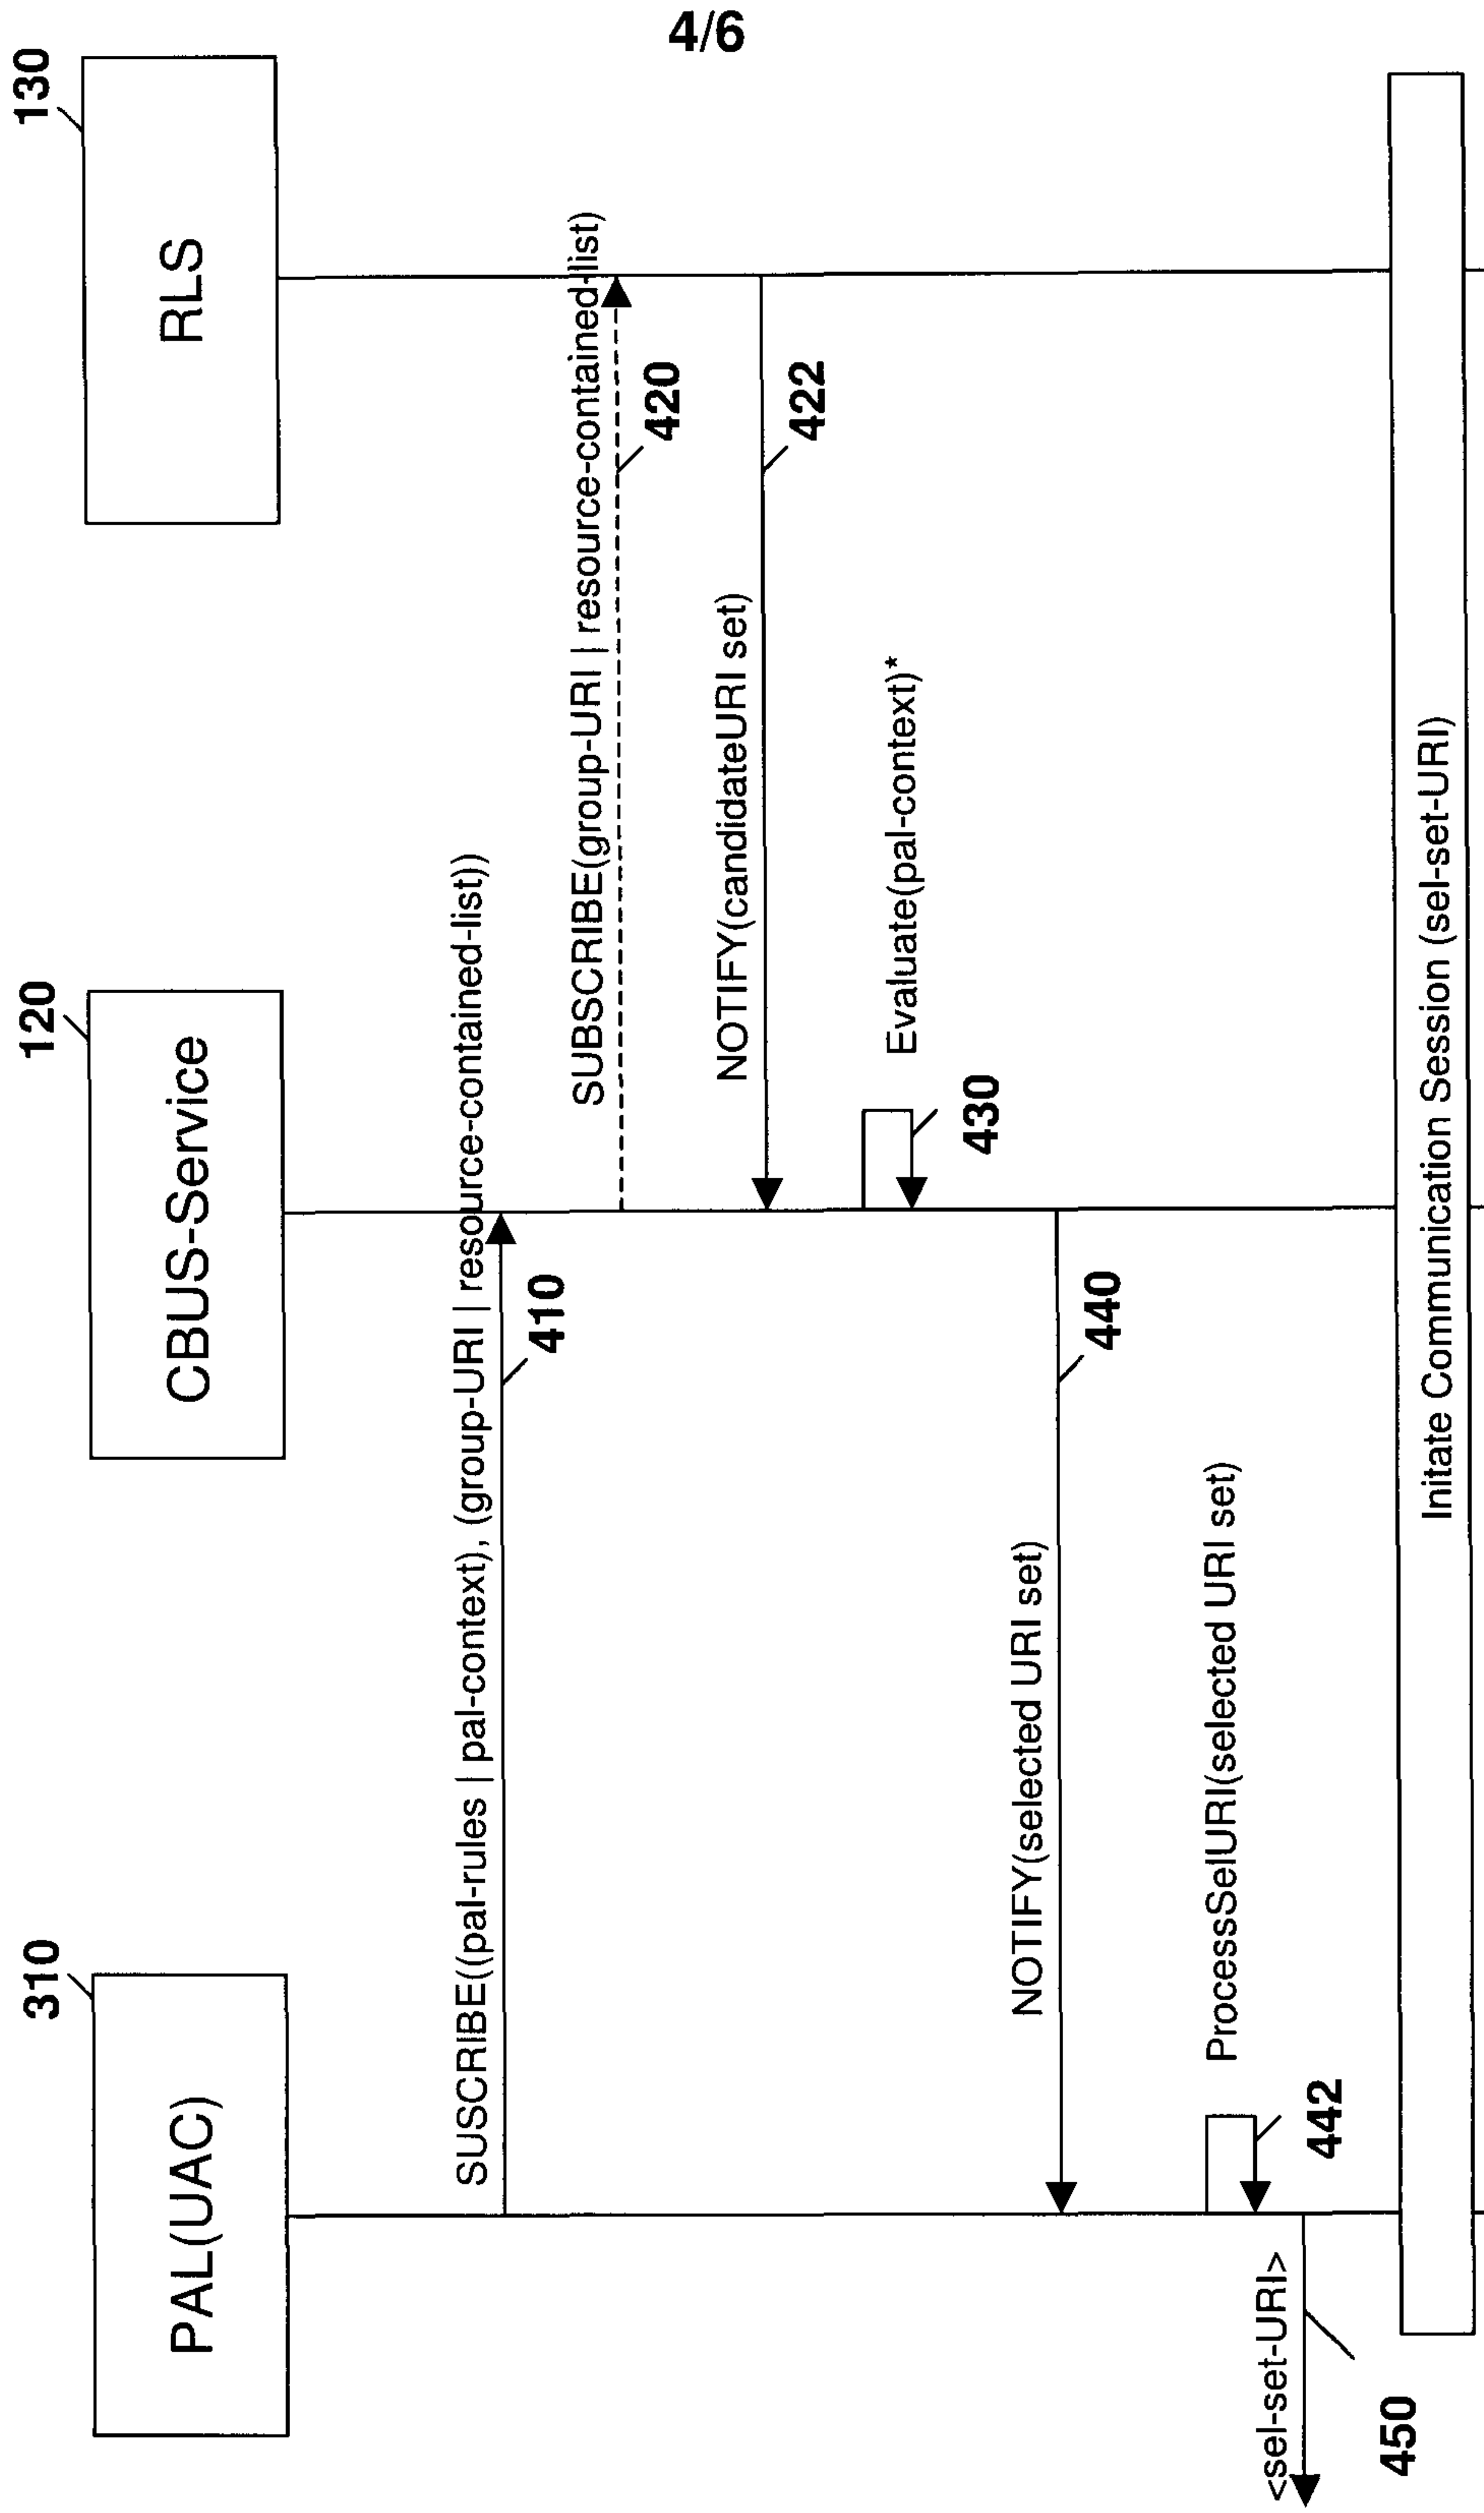 4/6
310
PAL(UAC)
120
CBUS-Service
130
RLS
SUSCRIBE((pal-rules | pal-context), (group-URI | resource-contained-list))
410
SUBSCRIBE(group-URI | resource-contained-list)
420
NOTIFY(candidateURI set)
422
Evaluate(pal-context)*
430
NOTIFY(selected URI set)
440
ProcessSelURI(selected URI set)
442
<sel-set-URI>
450
Initate Communication Session (sel-set-URI)